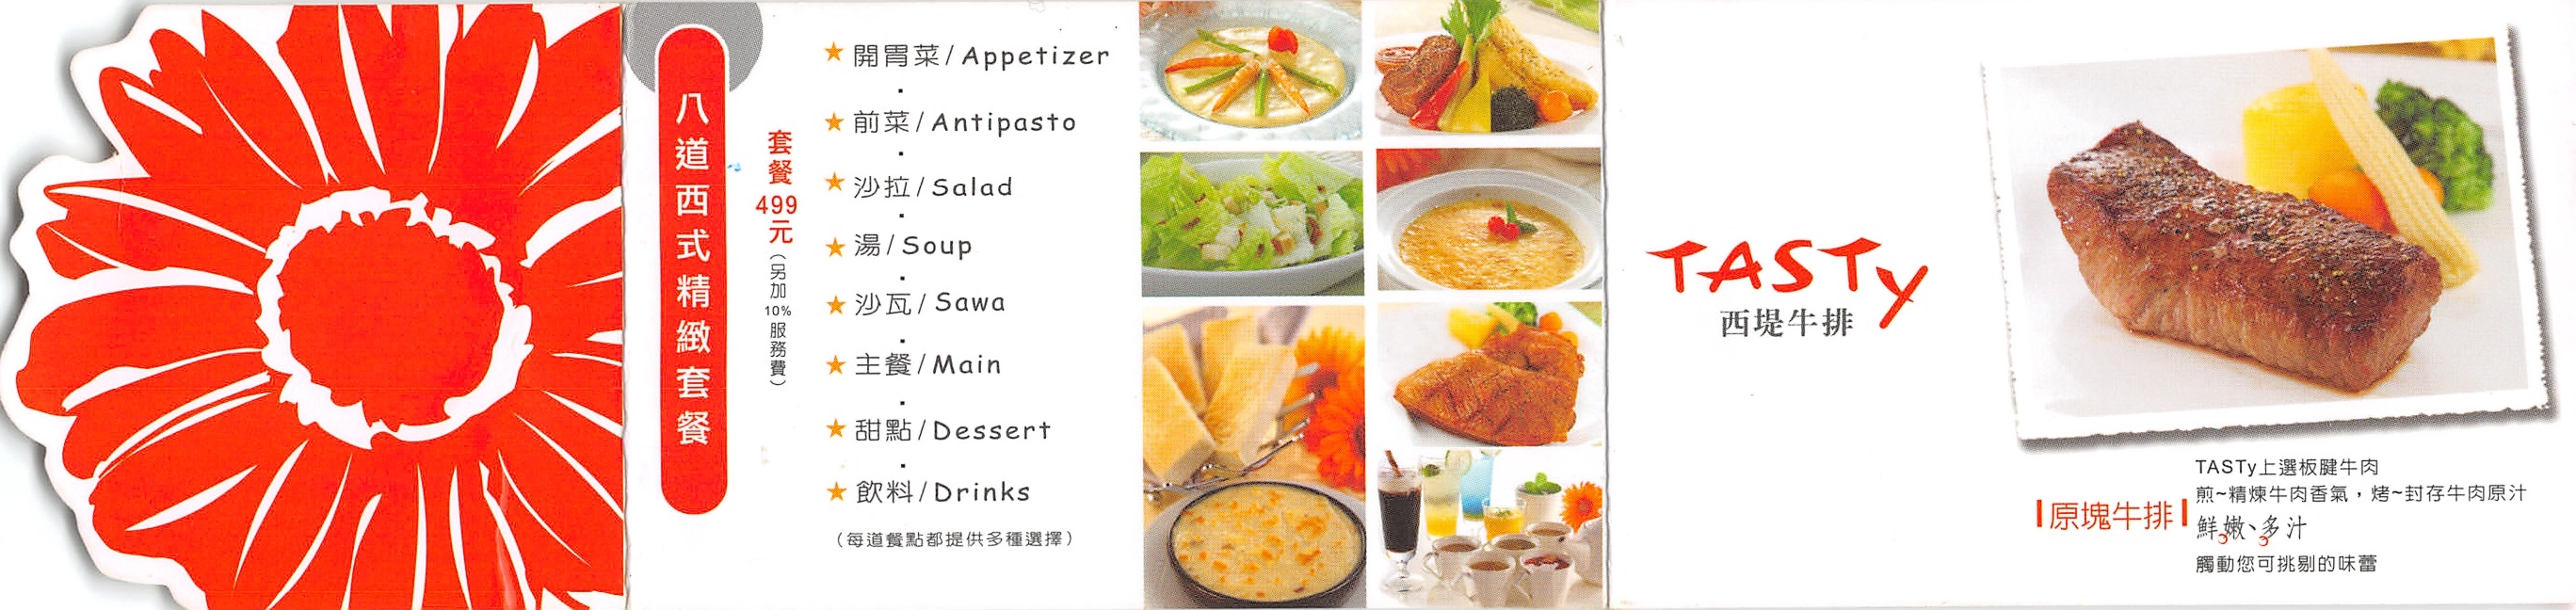 八道西式精緻套餐
套餐499元(另加10%服務費)
★ 開胃菜/Appetizer
★ 前菜/Antipasto
★ 沙拉/Salad
★ 湯/Soup
★ 沙瓦/Sawa
★ 主餐/Main
★ 甜點/Dessert
★ 飲料/Drinks
(每道餐點都提供多種選擇)
TASTy
西堤牛排
原塊牛排
TASTy上選板腱牛肉
煎~精煉牛肉香氣,烤~封存牛肉原汁
鮮嫩、多汁
觸動您可挑剔的味蕾